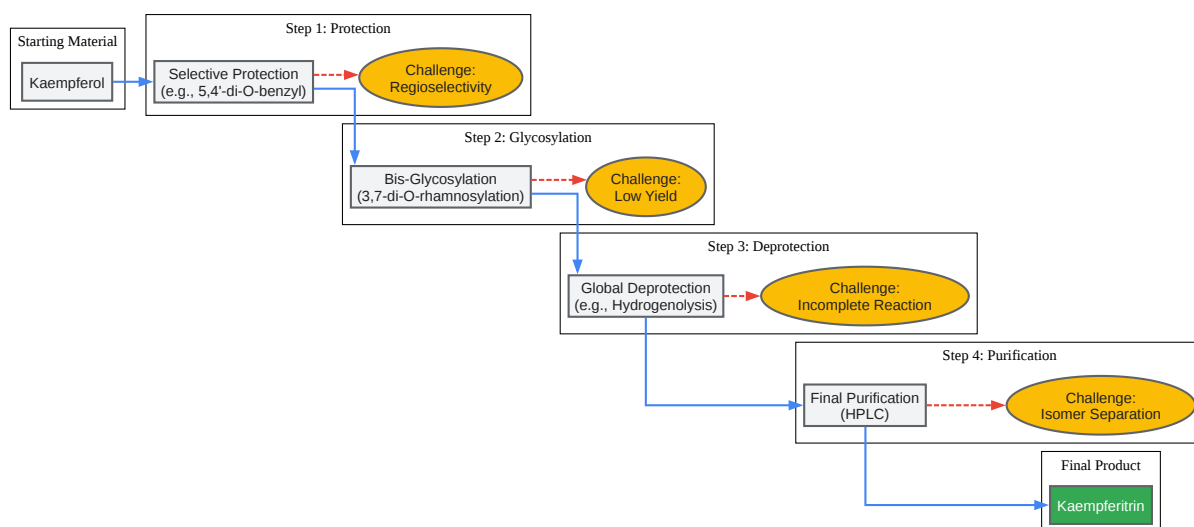 Starting Material
Kaempferol
Step 1: Protection
Selective Protection
(e.g., 5,4'-di-O-benzyl)
Challenge:
Regioselectivity
Step 2: Glycosylation
Bis-Glycosylation
(3,7-di-O-rhamnosylation)
Challenge:
Low Yield
Step 3: Deprotection
Global Deprotection
(e.g., Hydrogenolysis)
Challenge:
Incomplete Reaction
Step 4: Purification
Final Purification
(HPLC)
Challenge:
Isomer Separation
Final Product
Kaempferitrin